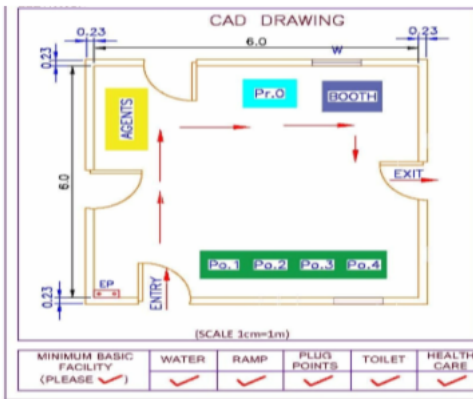 CAD DRAWING
0.23
6.0
0.23
0.23
W
AGENTS
Pr.O
BOOTH
6.0
EXIT
Po.1 Po.2 Po.3 Po.4
EP
ENTRY
0.23
(SCALE 1cm=1m)
MINIMUM BASIC FACILITY (PLEASE ✓) WATER RAMP PLUG POINTS TOILET HEALTH CARE
✓ ✓ ✓ ✓ ✓